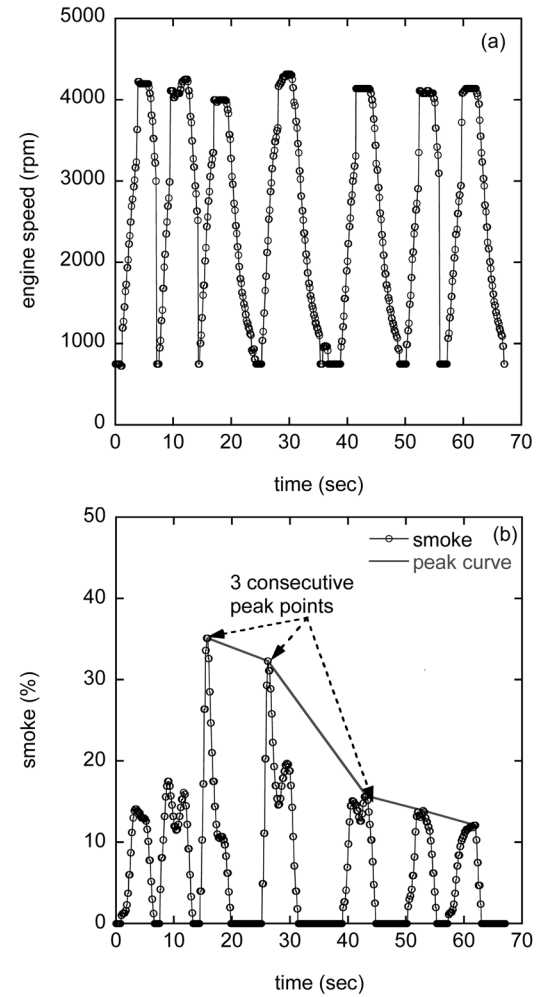 5000
(a)
4000
3000
2000
1000
0
engine speed (rpm)
0 10 20 30 40 50 60 70
time (sec)
50
(b)
smoke
peak curve
40
3 consecutive
peak points
30
20
10
0
smoke (%)
0 10 20 30 40 50 60 70
time (sec)